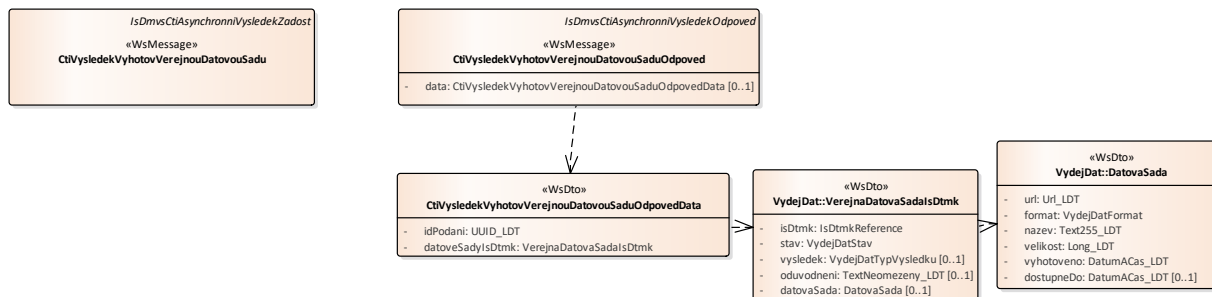 IsDmvsCtiAsynchronniVysledekZadost
«WsMessage»
CtiVysledekVyhotovVerejnouDatovouSadu
IsDmvsCtiAsynchronniVysledekOdpoved
«WsMessage»
CtiVysledekVyhotovVerejnouDatovouSaduOdpoved
- data: CtiVysledekVyhotovVerejnouDatovouSaduOdpovedData [0..1]
«WsDto»
CtiVysledekVyhotovVerejnouDatovouSaduOdpovedData
- idPodani: UUID_LDT
- datoveSadyIsDtmk: VerejnaDatovaSadaIsDtmk
«WsDto»
VydejDat::VerejnaDatovaSadaIsDtmk
- isDtmk: IsDtmkReference
- stav: VydejDatStav
- vysledek: VydejDatTypVysledku [0..1]
- oduvodneni: TextNeomezeny_LDT [0..1]
- datovaSada: DatovaSada [0..1]
«WsDto»
VydejDat::DatovaSada
- url: Url_LDT
- format: VydejDatFormat
- nazev: Text255_LDT
- velikost: Long_LDT
- vyhotoveno: DatumACas_LDT
- dostupneDo: DatumACas_LDT [0..1]